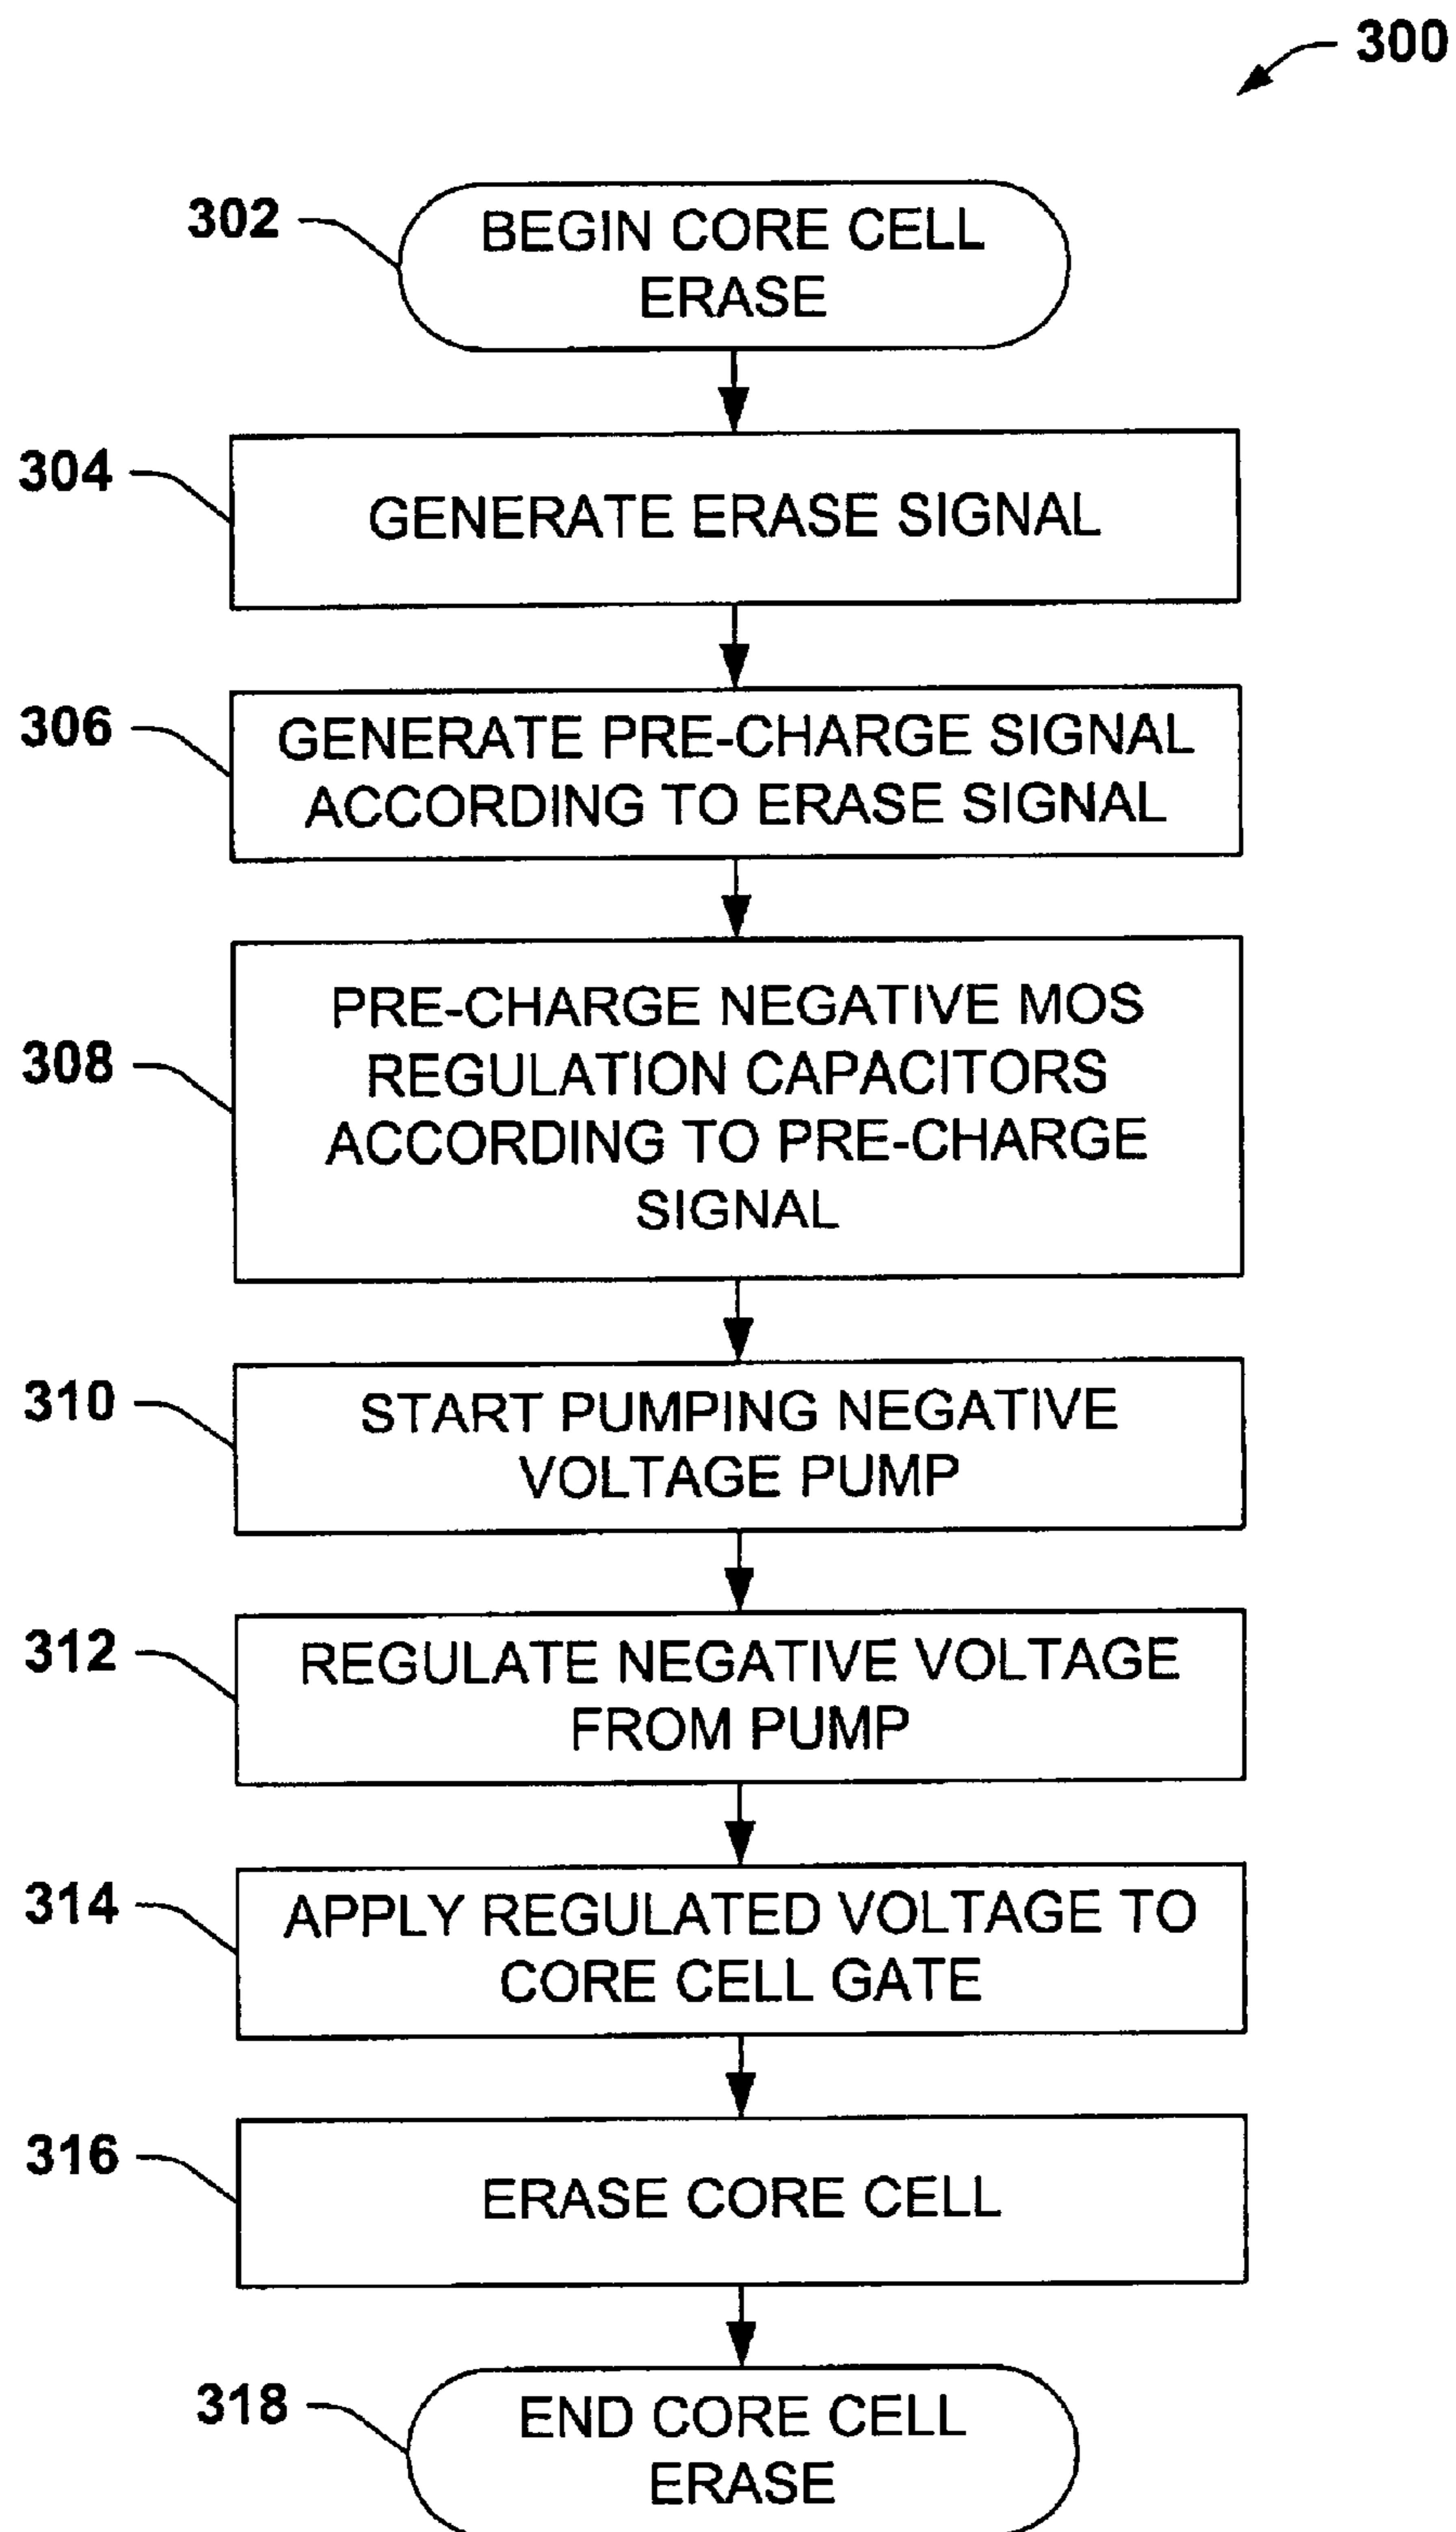 300
302
BEGIN CORE CELL
ERASE
304
GENERATE ERASE SIGNAL
306
GENERATE PRE-CHARGE SIGNAL
ACCORDING TO ERASE SIGNAL
308
PRE-CHARGE NEGATIVE MOS
REGULATION CAPACITORS
ACCORDING TO PRE-CHARGE
SIGNAL
310
START PUMPING NEGATIVE
VOLTAGE PUMP
312
REGULATE NEGATIVE VOLTAGE
FROM PUMP
314
APPLY REGULATED VOLTAGE TO
CORE CELL GATE
316
ERASE CORE CELL
318
END CORE CELL
ERASE